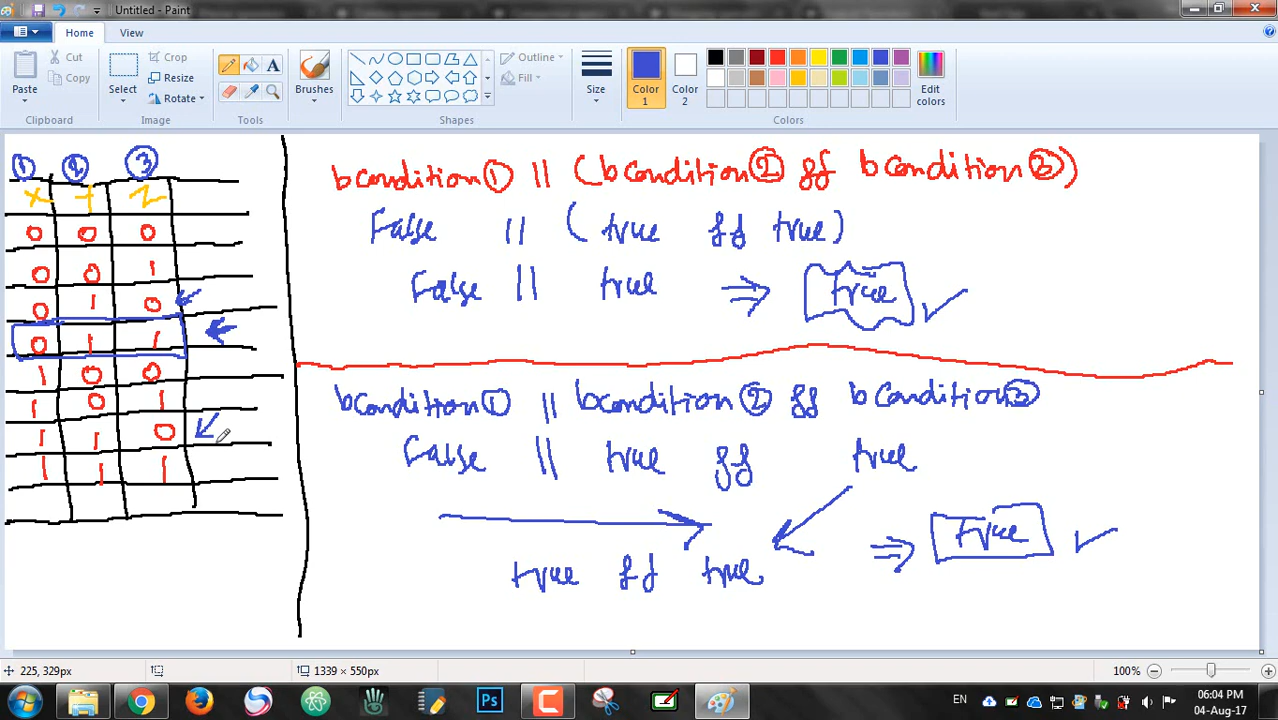 Untitled - Paint
Home
View
Paste
Cut
Copy
Clipboard
Select
Crop
Resize
Rotate
Image
Tools
Brushes
Shapes
Outline
Fill
Size
Color 1
Color 2
Edit colors
Colors
1 2 3
X Y Z
0 0 0
0 0 1
0 1 0
0 1 1
1 0 0
1 0 1
1 1 0
1 1 1
bcondition① || (bcondition② && bcondition③)
False || (true && true)
False || true ⇒ true ✓
bcondition① || bcondition② && bcondition③
False || true && true
⇒ true ✓
true && true
225, 329px
1339 × 550px
100%
EN
06:04 PM
04-Aug-17
Ps